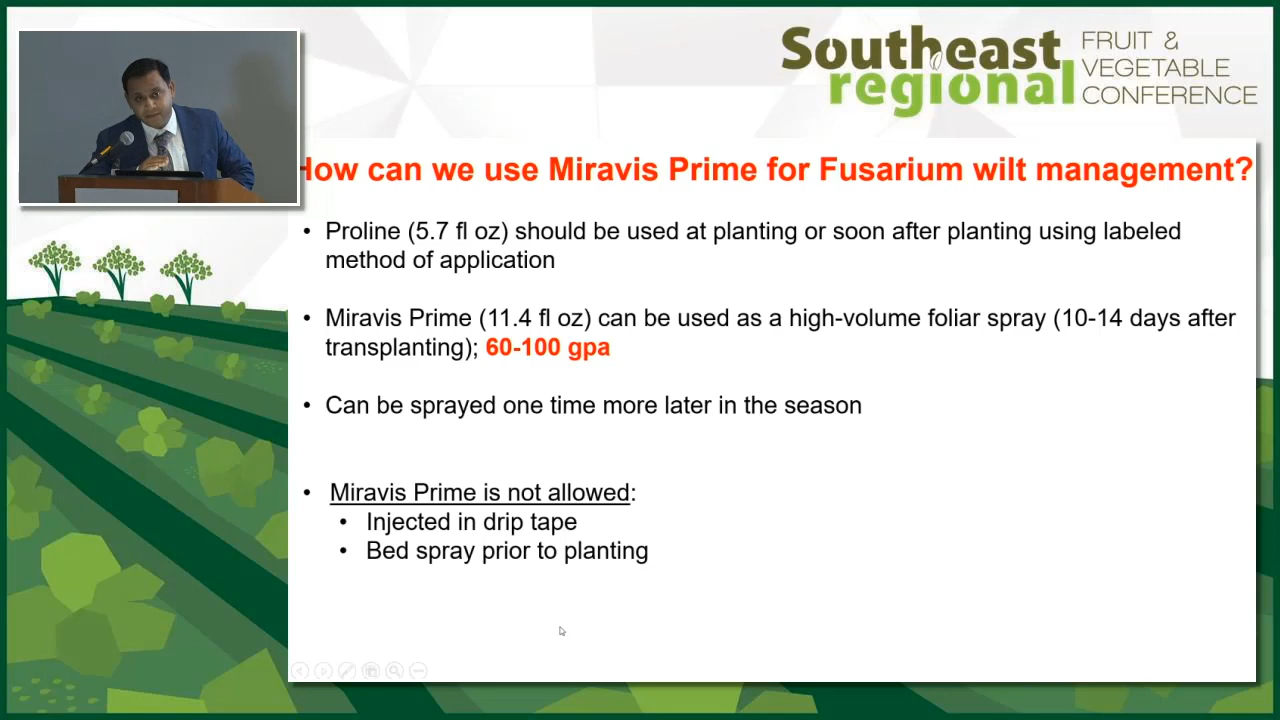 Southeast
regional
FRUIT &
VEGETABLE
CONFERENCE
How can we use Miravis Prime for Fusarium wilt management?
• Proline (5.7 fl oz) should be used at planting or soon after planting using labeled
method of application
• Miravis Prime (11.4 fl oz) can be used as a high-volume foliar spray (10-14 days after
transplanting); 60-100 gpa
• Can be sprayed one time more later in the season
• Miravis Prime is not allowed:
• Injected in drip tape
• Bed spray prior to planting